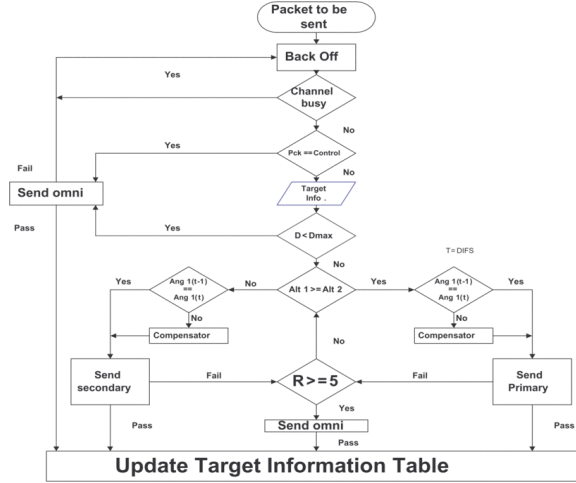 Packet to be
sent
Back Off
Yes
Channel
busy
No
Yes
Pck ==Control
No
Fail
Send omni
Target
Info .
Pass
Yes
D<Dmax
No
T=DIFS
Yes
Ang 1(t-1)
==
Ang 1(t)
No
Alt 1>=Alt 2
Yes
Ang 1(t-1)
==
Ang 1(t)
Yes
No
Compensator
No
Compensator
No
Send
secondary
Fail
R>=5
Fail
Send
Primary
Yes
Pass
Send omni
Pass
Pass
Update Target Information Table